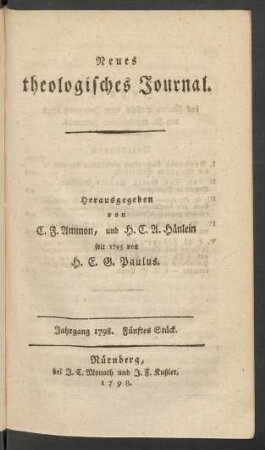 Neues
theologisches Journal.
Herausgegeben
von
C. F. Ammon, und H. C. A. Hänlein
seit 1795 von
H. E. G. Paulus.
Jahrgang 1798. Fünftes Stück.
Nürnberg,
bei J. C. Monath und J. F. Kußler.
1798.